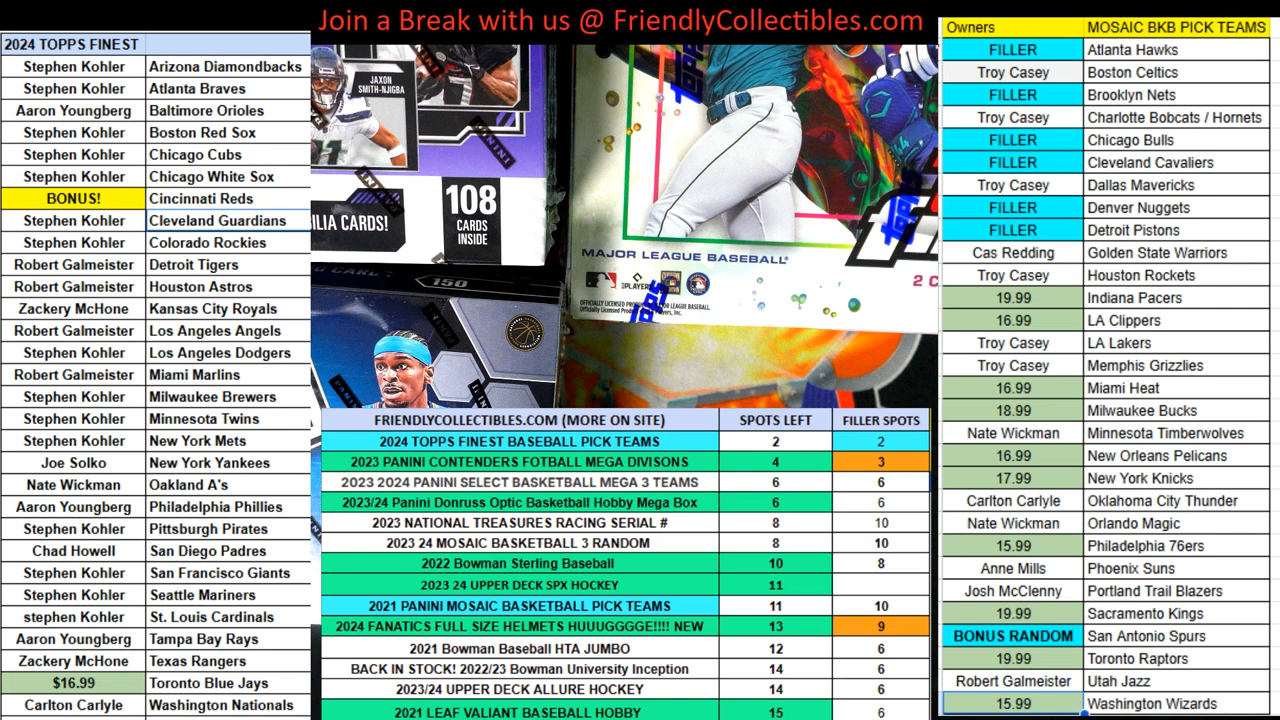 Join a Break with us @ FriendlyCollectibles.com
2024 TOPPS FINEST
Stephen Kohler Arizona Diamondbacks
Stephen Kohler Atlanta Braves
Aaron Youngberg Baltimore Orioles
Stephen Kohler Boston Red Sox
Stephen Kohler Chicago Cubs
Stephen Kohler Chicago White Sox
BONUS! Cincinnati Reds
Stephen Kohler Cleveland Guardians
Stephen Kohler Colorado Rockies
Robert Galmeister Detroit Tigers
Robert Galmeister Houston Astros
Zackery McHone Kansas City Royals
Robert Galmeister Los Angeles Angels
Stephen Kohler Los Angeles Dodgers
Robert Galmeister Miami Marlins
Stephen Kohler Milwaukee Brewers
Stephen Kohler Minnesota Twins
Stephen Kohler New York Mets
Joe Solko New York Yankees
Nate Wickman Oakland A's
Aaron Youngberg Philadelphia Phillies
Stephen Kohler Pittsburgh Pirates
Chad Howell San Diego Padres
Stephen Kohler San Francisco Giants
Stephen Kohler Seattle Mariners
stephen Kohler St. Louis Cardinals
Aaron Youngberg Tampa Bay Rays
Zackery McHone Texas Rangers
$16.99 Toronto Blue Jays
Carlton Carlyle Washington Nationals
JAXON
SMITH-NJIGBA
PANINI
ILIA CARDS!
108
CARDS
INSIDE
150
topps
MAJOR LEAGUE BASEBALL
topps
PLAYERS
2 C
OFFICIALLY LICENSED PRODUCT OF MAJOR LEAGUE BASEBALL.
topps
FRIENDLYCOLLECTIBLES.COM (MORE ON SITE) SPOTS LEFT FILLER SPOTS
2024 TOPPS FINEST BASEBALL PICK TEAMS 2 2
2023 PANINI CONTENDERS FOTBALL MEGA DIVISONS 4 3
2023 2024 PANINI SELECT BASKETBALL MEGA 3 TEAMS 6 6
2023/24 Panini Donruss Optic Basketball Hobby Mega Box 6 6
2023 NATIONAL TREASURES RACING SERIAL # 8 10
2023 24 MOSAIC BASKETBALL 3 RANDOM 8 10
2022 Bowman Sterling Baseball 10 8
2023 24 UPPER DECK SPX HOCKEY 11
2021 PANINI MOSAIC BASKETBALL PICK TEAMS 11 10
2024 FANATICS FULL SIZE HELMETS HUUUGGGGE!!!! NEW 13 9
2021 Bowman Baseball HTA JUMBO 12 6
BACK IN STOCK! 2022/23 Bowman University Inception 14 6
2023/24 UPPER DECK ALLURE HOCKEY 14 6
2021 LEAF VALIANT BASEBALL HOBBY 15 6
Owners MOSAIC BKB PICK TEAMS
FILLER Atlanta Hawks
Troy Casey Boston Celtics
FILLER Brooklyn Nets
Troy Casey Charlotte Bobcats / Hornets
FILLER Chicago Bulls
FILLER Cleveland Cavaliers
Troy Casey Dallas Mavericks
FILLER Denver Nuggets
FILLER Detroit Pistons
Cas Redding Golden State Warriors
Troy Casey Houston Rockets
19.99 Indiana Pacers
16.99 LA Clippers
Troy Casey LA Lakers
Troy Casey Memphis Grizzlies
16.99 Miami Heat
18.99 Milwaukee Bucks
Nate Wickman Minnesota Timberwolves
16.99 New Orleans Pelicans
17.99 New York Knicks
Carlton Carlyle Oklahoma City Thunder
Nate Wickman Orlando Magic
15.99 Philadelphia 76ers
Anne Mills Phoenix Suns
Josh McClenny Portland Trail Blazers
19.99 Sacramento Kings
BONUS RANDOM San Antonio Spurs
19.99 Toronto Raptors
Robert Galmeister Utah Jazz
15.99 Washington Wizards